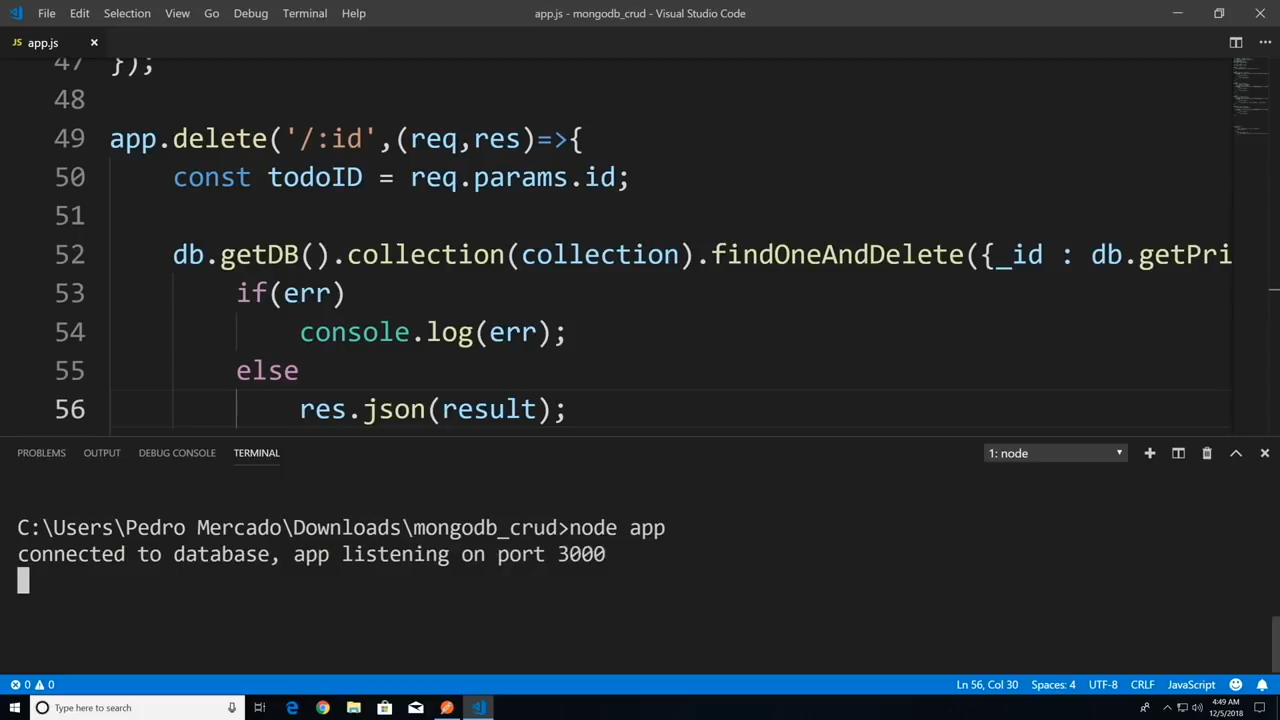 File Edit Selection View Go Debug Terminal Help
app.js - mongodb_crud - Visual Studio Code
JS app.js
47 });
48
49 app.delete('/:id',(req,res)=>{
50 const todoID = req.params.id;
51
52 db.getDB().collection(collection).findOneAndDelete({_id : db.getPri
53 if(err)
54 console.log(err);
55 else
56 res.json(result);
PROBLEMS OUTPUT DEBUG CONSOLE TERMINAL
1: node
C:\Users\Pedro Mercado\Downloads\mongodb_crud>node app
connected to database, app listening on port 3000
0 0
Ln 56, Col 30 Spaces: 4 UTF-8 CRLF JavaScript
Type here to search
4:49 AM
12/5/2018